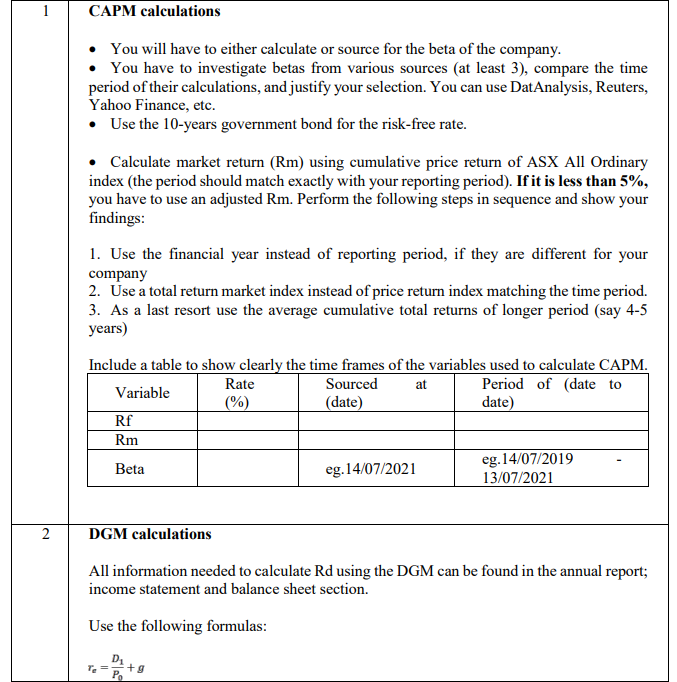 1 CAPM calculations
• You will have to either calculate or source for the beta of the company.
• You have to investigate betas from various sources (at least 3), compare the time
period of their calculations, and justify your selection. You can use DatAnalysis, Reuters,
Yahoo Finance, etc.
• Use the 10-years government bond for the risk-free rate.
• Calculate market return (Rm) using cumulative price return of ASX All Ordinary
index (the period should match exactly with your reporting period). If it is less than 5%,
you have to use an adjusted Rm. Perform the following steps in sequence and show your
findings:
1. Use the financial year instead of reporting period, if they are different for your
company
2. Use a total return market index instead of price return index matching the time period.
3. As a last resort use the average cumulative total returns of longer period (say 4-5
years)
Include a table to show clearly the time frames of the variables used to calculate CAPM.
Variable Rate (%) Sourced at (date) Period of (date to date)
Rf
Rm
Beta eg.14/07/2021 eg.14/07/2019 - 13/07/2021
2 DGM calculations
All information needed to calculate Rd using the DGM can be found in the annual report;
income statement and balance sheet section.
Use the following formulas:
rₑ = D₁/P₀ + g